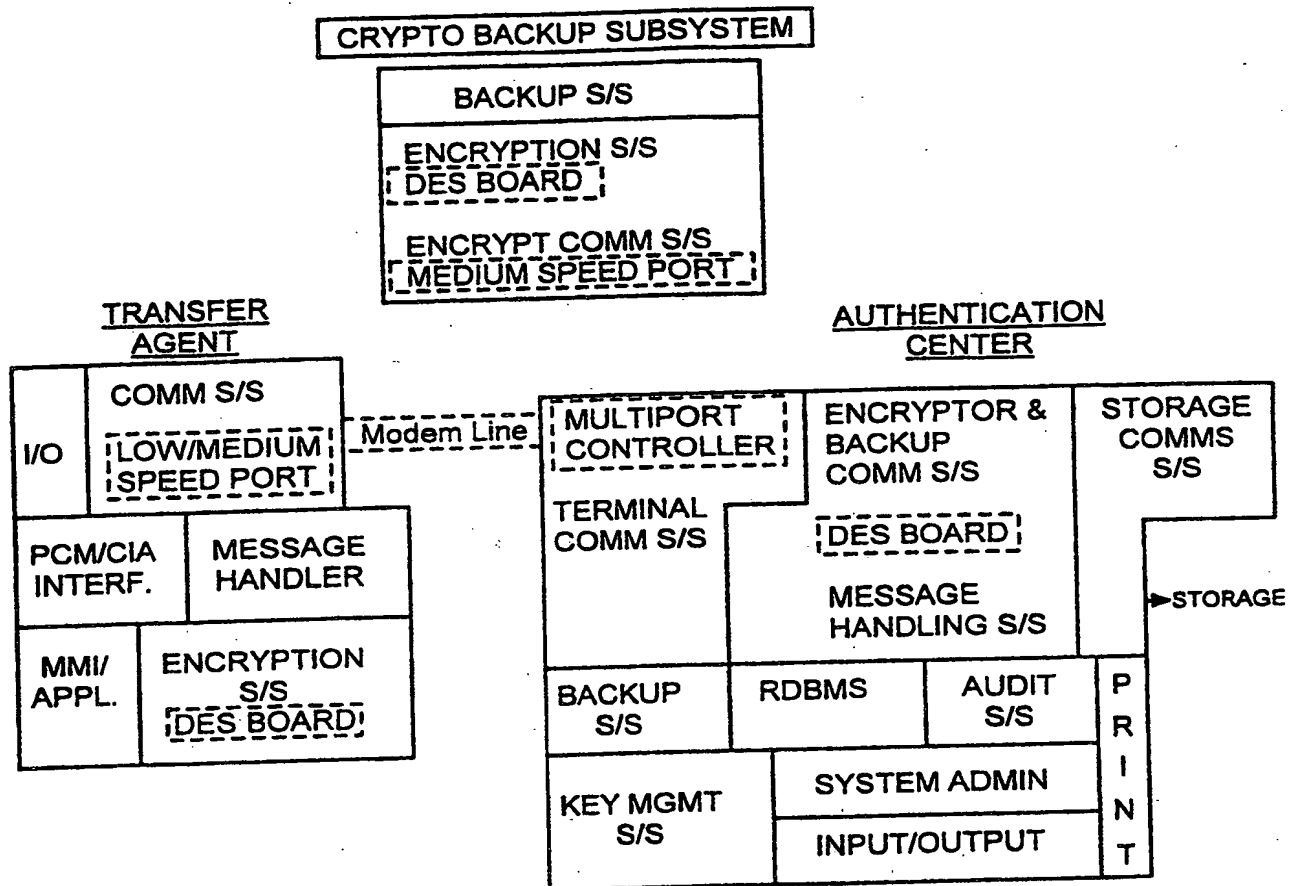 CRYPTO BACKUP SUBSYSTEM
BACKUP S/S
ENCRYPTION S/S
DES BOARD
ENCRYPT COMM S/S
MEDIUM SPEED PORT
TRANSFER
AGENT
I/O
COMM S/S
LOW/MEDIUM
SPEED PORT
PCM/CIA
INTERF.
MESSAGE
HANDLER
MMI/
APPL.
ENCRYPTION
S/S
DES BOARD
Modem Line
AUTHENTICATION
CENTER
MULTIPORT
CONTROLLER
TERMINAL
COMM S/S
ENCRYPTOR &
BACKUP
COMM S/S
DES BOARD
MESSAGE
HANDLING S/S
STORAGE
COMMS
S/S
STORAGE
BACKUP
S/S
RDBMS
AUDIT
S/S
PRINT
KEY MGMT
S/S
SYSTEM ADMIN
INPUT/OUTPUT